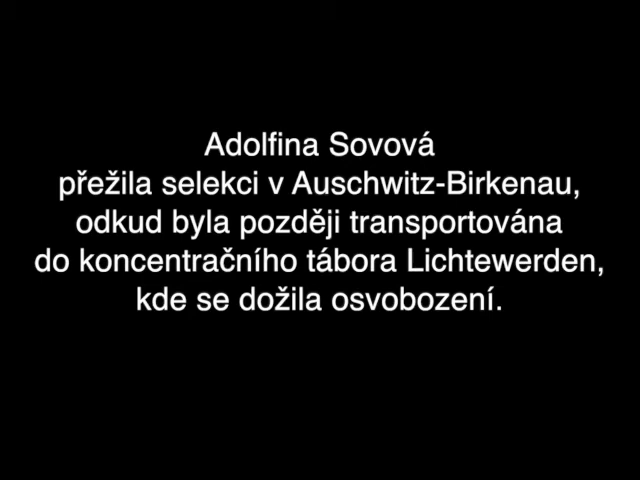 Adolfina Sovová
přežila selekci v Auschwitz-Birkenau,
odkud byla později transportována
do koncentračního tábora Lichtewerden,
kde se dožila osvobození.